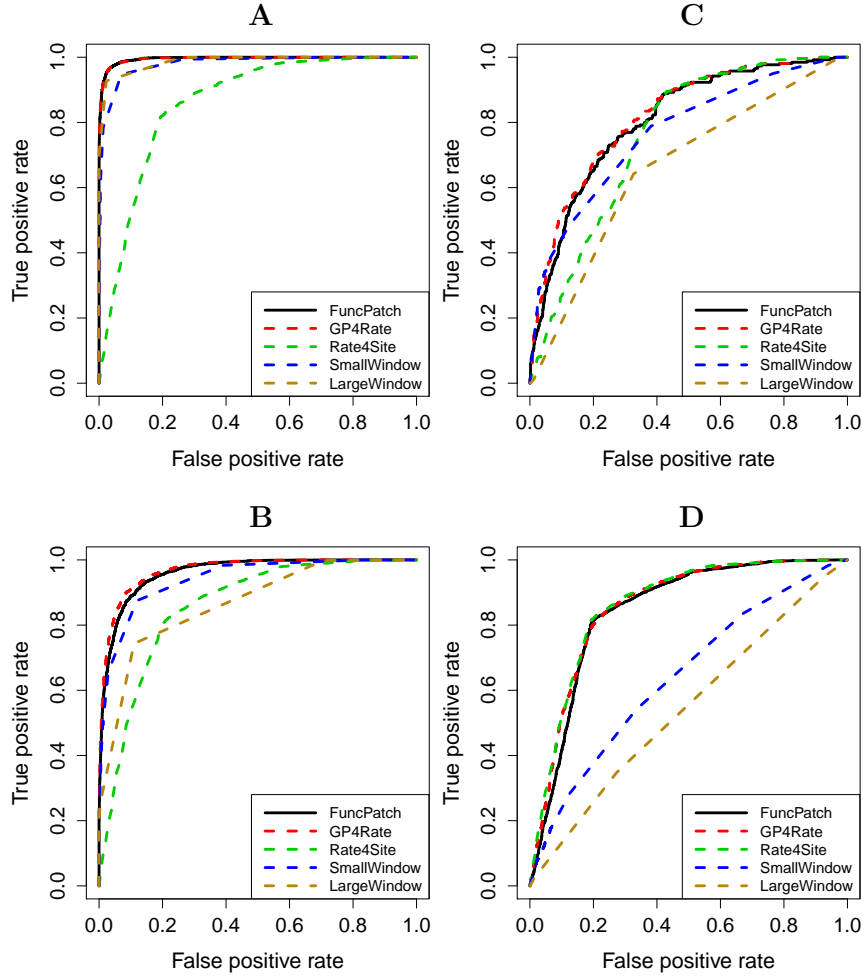 A
True positive rate
1.0
0.8
0.6
0.4
0.2
0.0
FuncPatch
GP4Rate
Rate4Site
SmallWindow
LargeWindow
0.0 0.2 0.4 0.6 0.8 1.0
False positive rate
C
True positive rate
1.0
0.8
0.6
0.4
0.2
0.0
FuncPatch
GP4Rate
Rate4Site
SmallWindow
LargeWindow
0.0 0.2 0.4 0.6 0.8 1.0
False positive rate
B
True positive rate
1.0
0.8
0.6
0.4
0.2
0.0
FuncPatch
GP4Rate
Rate4Site
SmallWindow
LargeWindow
0.0 0.2 0.4 0.6 0.8 1.0
False positive rate
D
True positive rate
1.0
0.8
0.6
0.4
0.2
0.0
FuncPatch
GP4Rate
Rate4Site
SmallWindow
LargeWindow
0.0 0.2 0.4 0.6 0.8 1.0
False positive rate